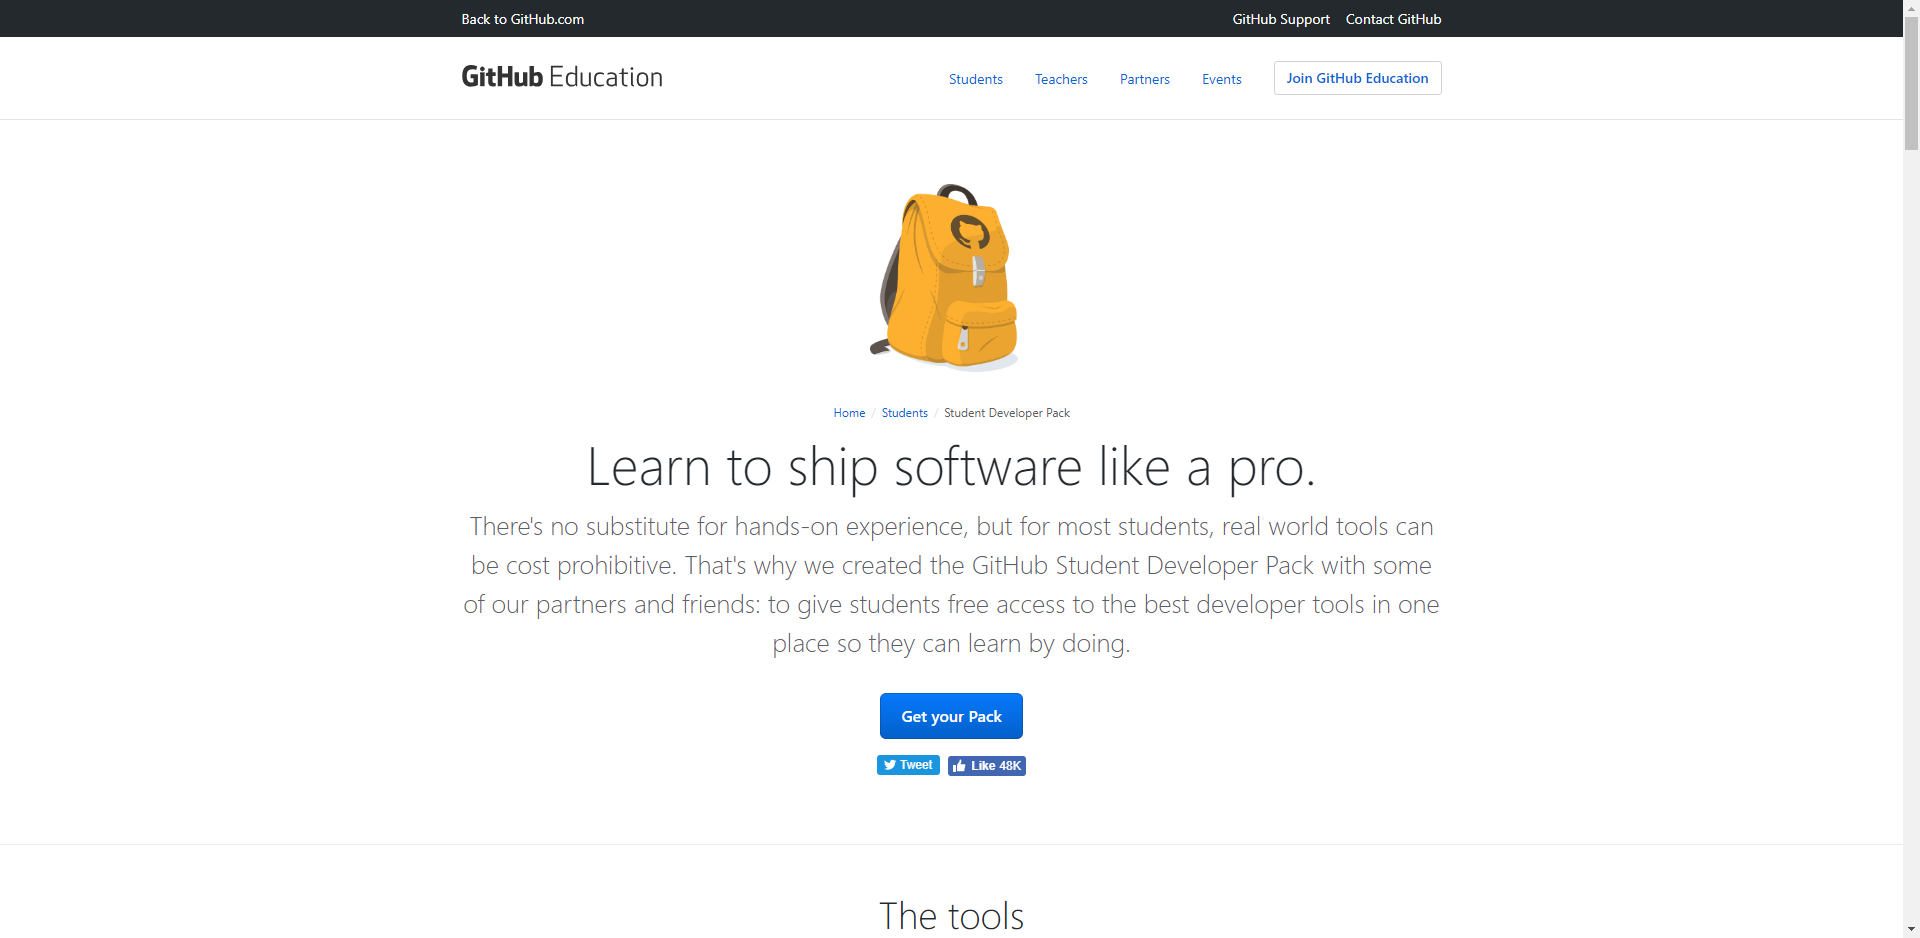 Back to GitHub.com
GitHub Support
Contact GitHub
GitHub Education
Students
Teachers
Partners
Events
Join GitHub Education
Home / Students / Student Developer Pack
Learn to ship software like a pro.
There's no substitute for hands-on experience, but for most students, real world tools can
be cost prohibitive. That's why we created the GitHub Student Developer Pack with some
of our partners and friends: to give students free access to the best developer tools in one
place so they can learn by doing.
Get your Pack
Tweet
Like 48K
The tools